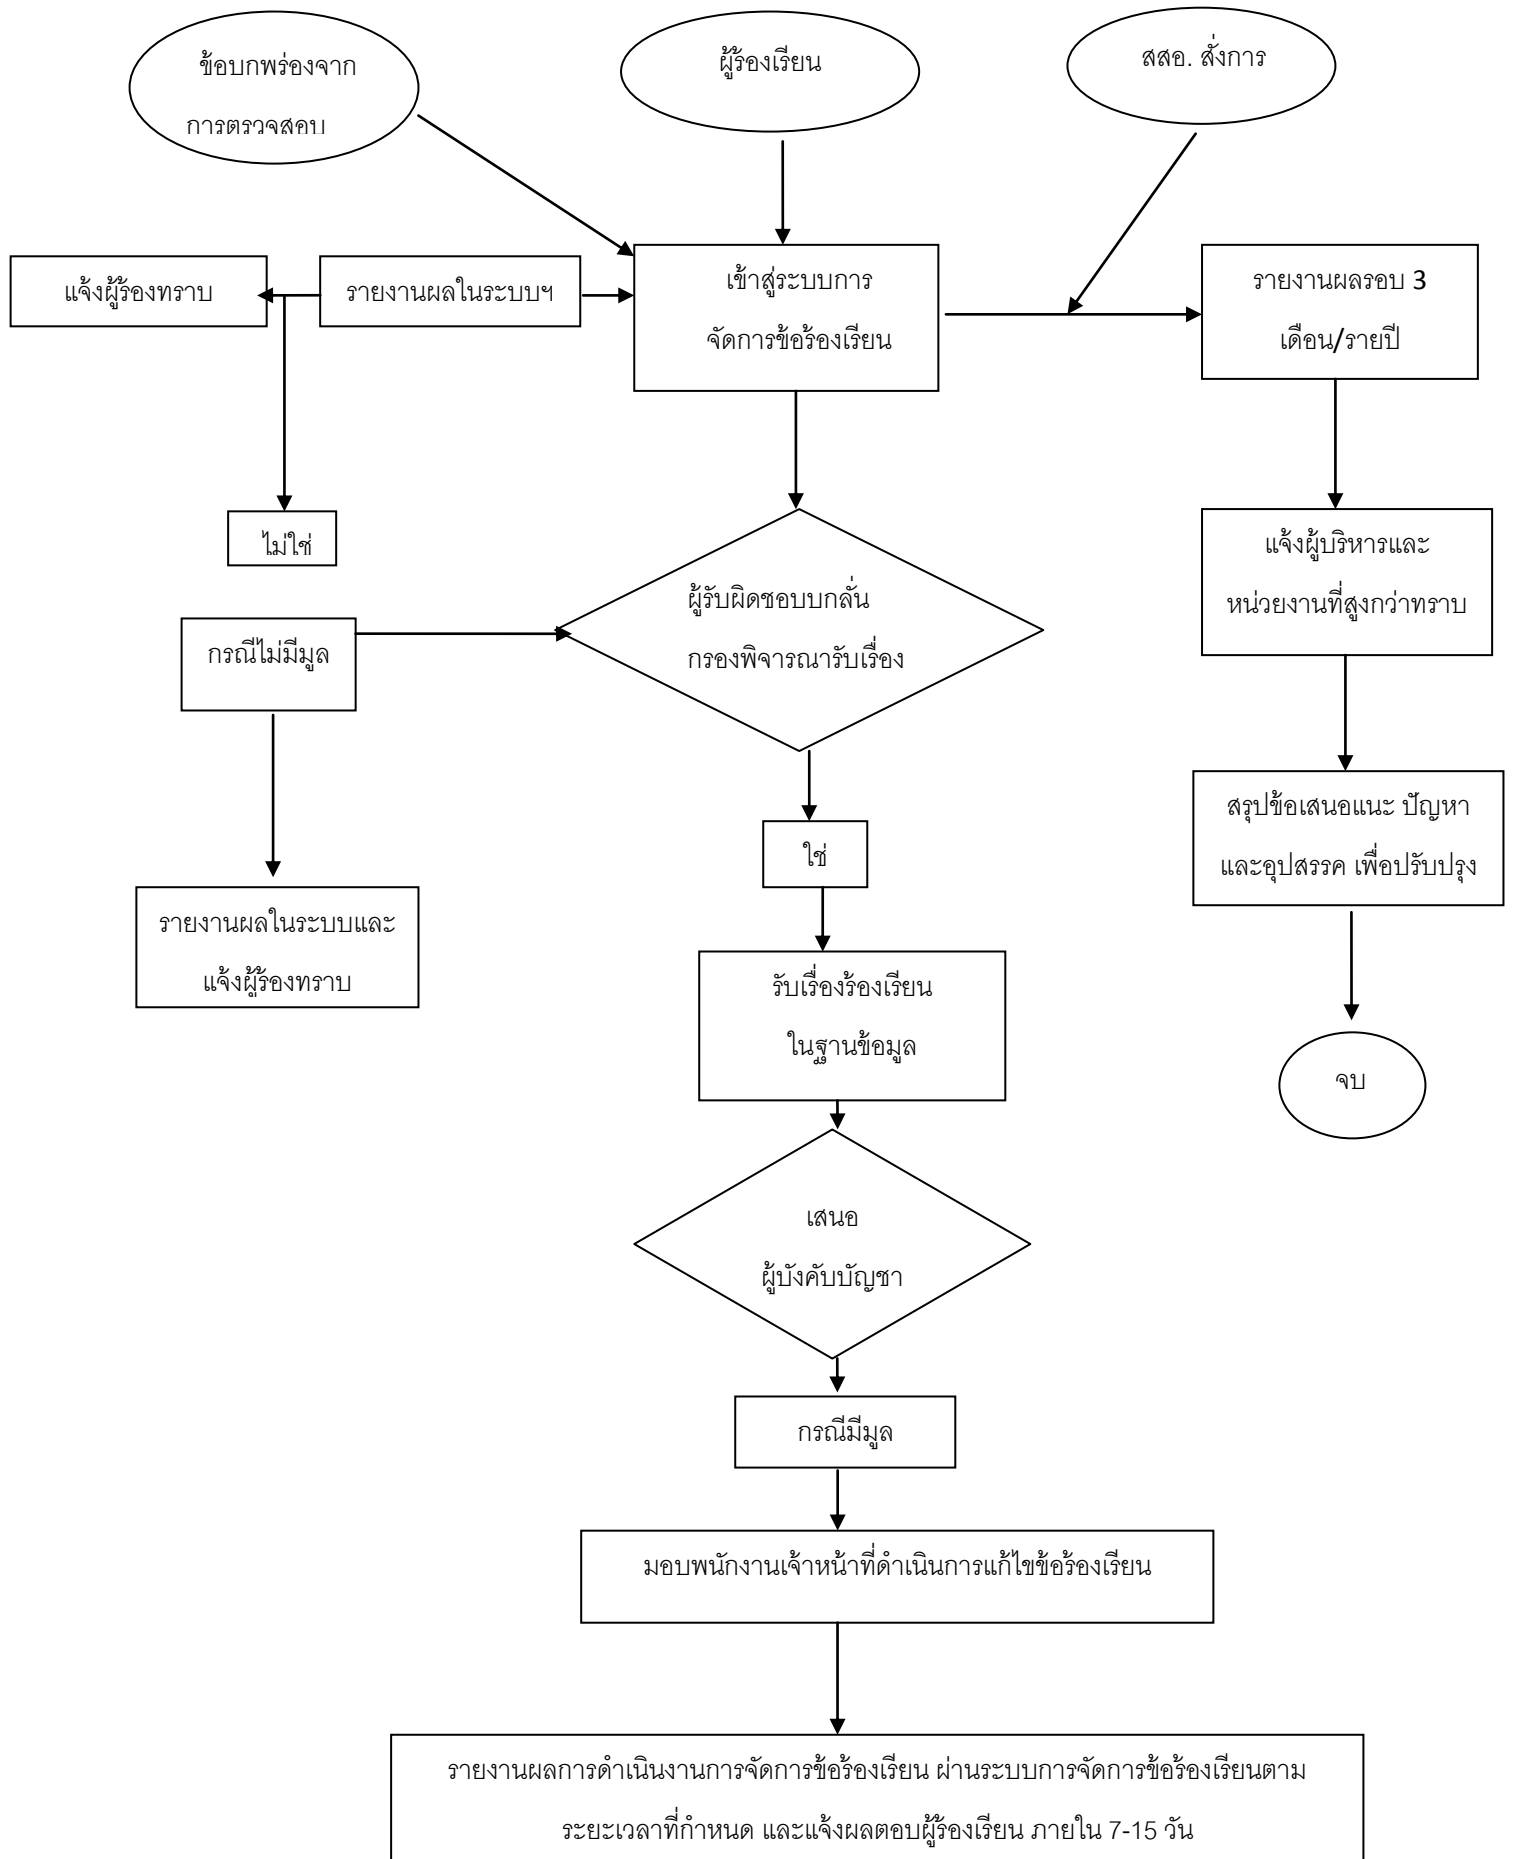 ข้อบกพร่องจาก
การตรวจสอบ
ผู้ร้องเรียน
สสอ. สั่งการ
แจ้งผู้ร้องทราบ
รายงานผลในระบบฯ
เข้าสู่ระบบการ
จัดการข้อร้องเรียน
รายงานผลรอบ 3
เดือน/รายปี
ไม่ใช่
แจ้งผู้บริหารและ
หน่วยงานที่สูงกว่าทราบ
ผู้รับผิดชอบบกลั่น
กรองพิจารณารับเรื่อง
กรณีไม่มีมูล
สรุปข้อเสนอแนะ ปัญหา
และอุปสรรค เพื่อปรับปรุง
ใช่
รายงานผลในระบบและ
แจ้งผู้ร้องทราบ
รับเรื่องร้องเรียน
ในฐานข้อมูล
จบ
เสนอ
ผู้บังคับบัญชา
กรณีมีมูล
มอบพนักงานเจ้าหน้าที่ดำเนินการแก้ไขข้อร้องเรียน
รายงานผลการดำเนินงานการจัดการข้อร้องเรียน ผ่านระบบการจัดการข้อร้องเรียนตาม
ระยะเวลาที่กำหนด และแจ้งผลตอบผู้ร้องเรียน ภายใน 7-15 วัน